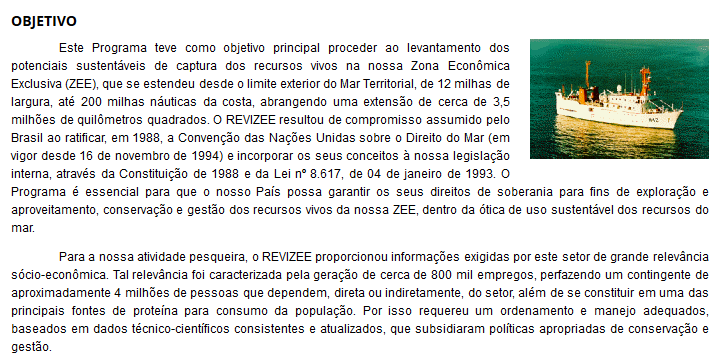 OBJETIVO
Este Programa teve como objetivo principal proceder ao levantamento dos
potenciais sustentáveis de captura dos recursos vivos na nossa Zona Econômica
Exclusiva (ZEE), que se estendeu desde o limite exterior do Mar Territorial, de 12 milhas de
largura, até 200 milhas náuticas da costa, abrangendo uma extensão de cerca de 3,5
milhões de quilômetros quadrados. O REVIZEE resultou de compromisso assumido pelo
Brasil ao ratificar, em 1988, a Convenção das Nações Unidas sobre o Direito do Mar (em
vigor desde 16 de novembro de 1994) e incorporar os seus conceitos à nossa legislação
interna, através da Constituição de 1988 e da Lei nº 8.617, de 04 de janeiro de 1993. O
Programa é essencial para que o nosso País possa garantir os seus direitos de soberania para fins de exploração e
aproveitamento, conservação e gestão dos recursos vivos da nossa ZEE, dentro da ótica de uso sustentável dos recursos do
mar.
Para a nossa atividade pesqueira, o REVIZEE proporcionou informações exigidas por este setor de grande relevância
sócio-econômica. Tal relevância foi caracterizada pela geração de cerca de 800 mil empregos, perfazendo um contingente de
aproximadamente 4 milhões de pessoas que dependem, direta ou indiretamente, do setor, além de se constituir em uma das
principais fontes de proteína para consumo da população. Por isso requereu um ordenamento e manejo adequados,
baseados em dados técnico-científicos consistentes e atualizados, que subsidiaram políticas apropriadas de conservação e
gestão.